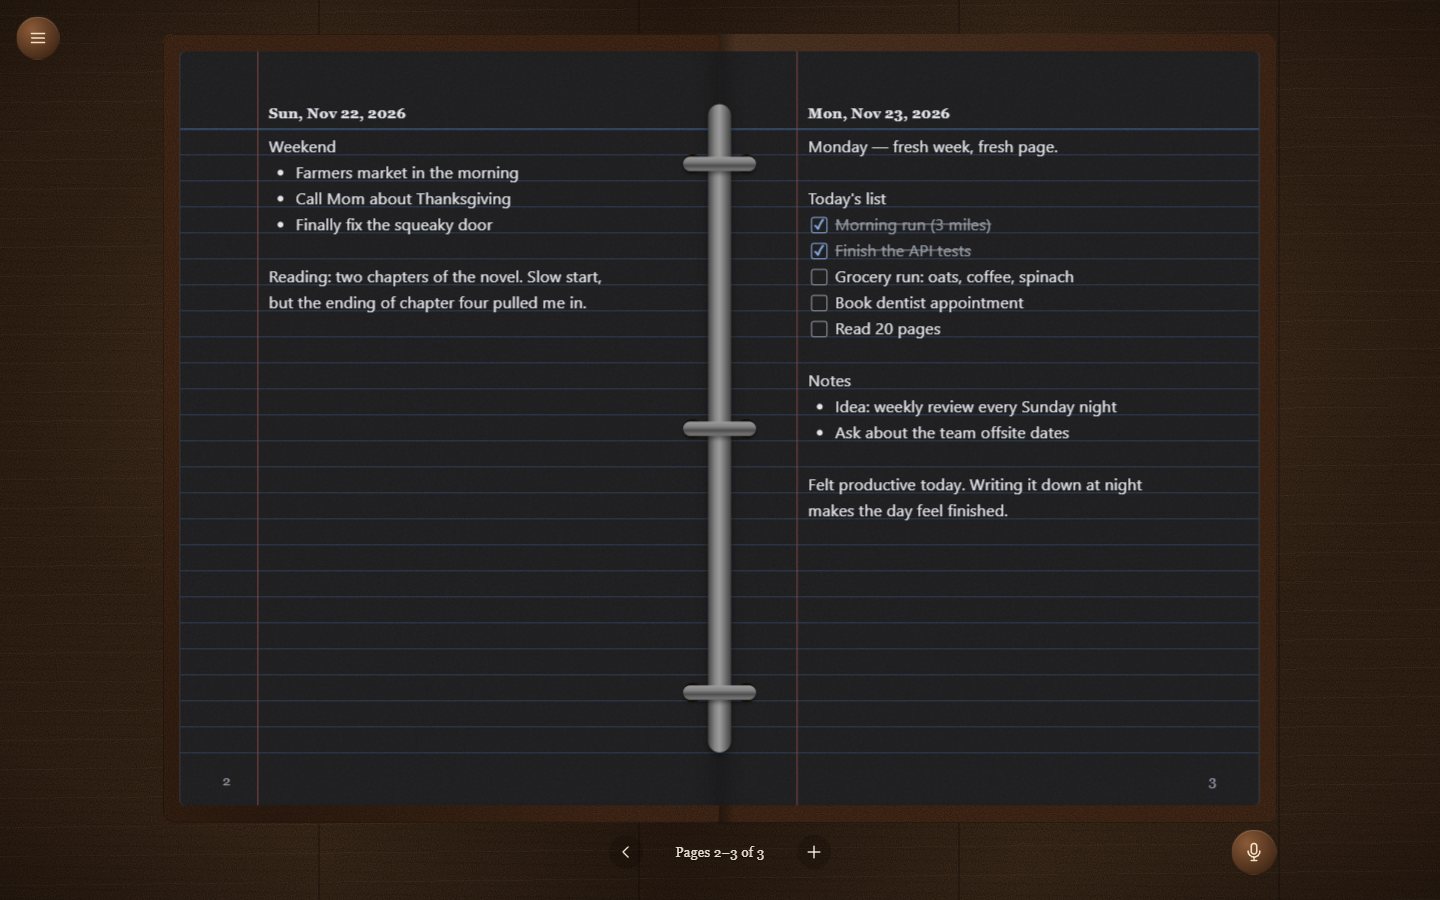 Sun, Nov 22, 2026
Weekend
• Farmers market in the morning
• Call Mom about Thanksgiving
• Finally fix the squeaky door
Reading: two chapters of the novel. Slow start,
but the ending of chapter four pulled me in.
2
Mon, Nov 23, 2026
Monday — fresh week, fresh page.
Today's list
Morning run (3 miles)
Finish the API tests
Grocery run: oats, coffee, spinach
Book dentist appointment
Read 20 pages
Notes
• Idea: weekly review every Sunday night
• Ask about the team offsite dates
Felt productive today. Writing it down at night
makes the day feel finished.
3
Pages 2–3 of 3